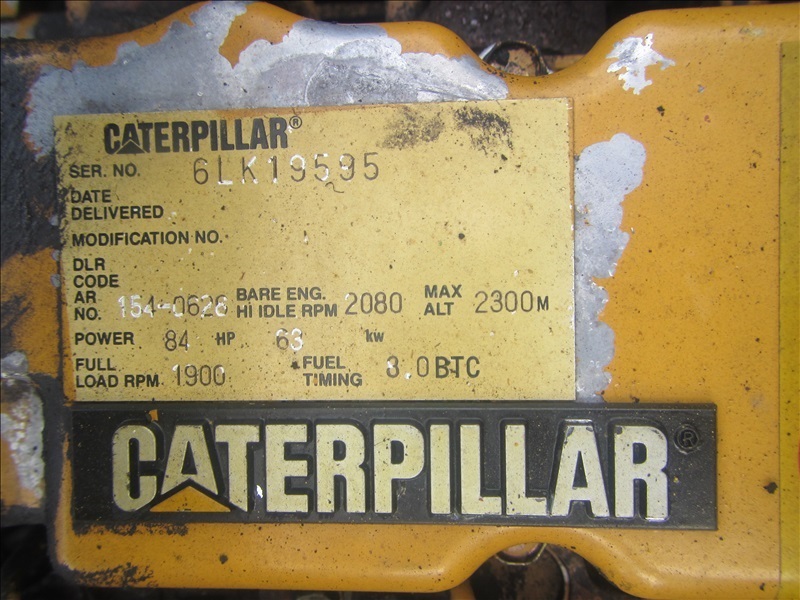 CATERPILLAR®
SER. NO. 6LK19595
DATE
DELIVERED
MODIFICATION NO.
DLR
CODE
AR
NO. 154-0626 BARE ENG.
HI IDLE RPM 2080 MAX
ALT 2300M
POWER 84 HP 63 kw
FULL
LOAD RPM 1900 FUEL
TIMING 3.0BTC
CATERPILLAR®